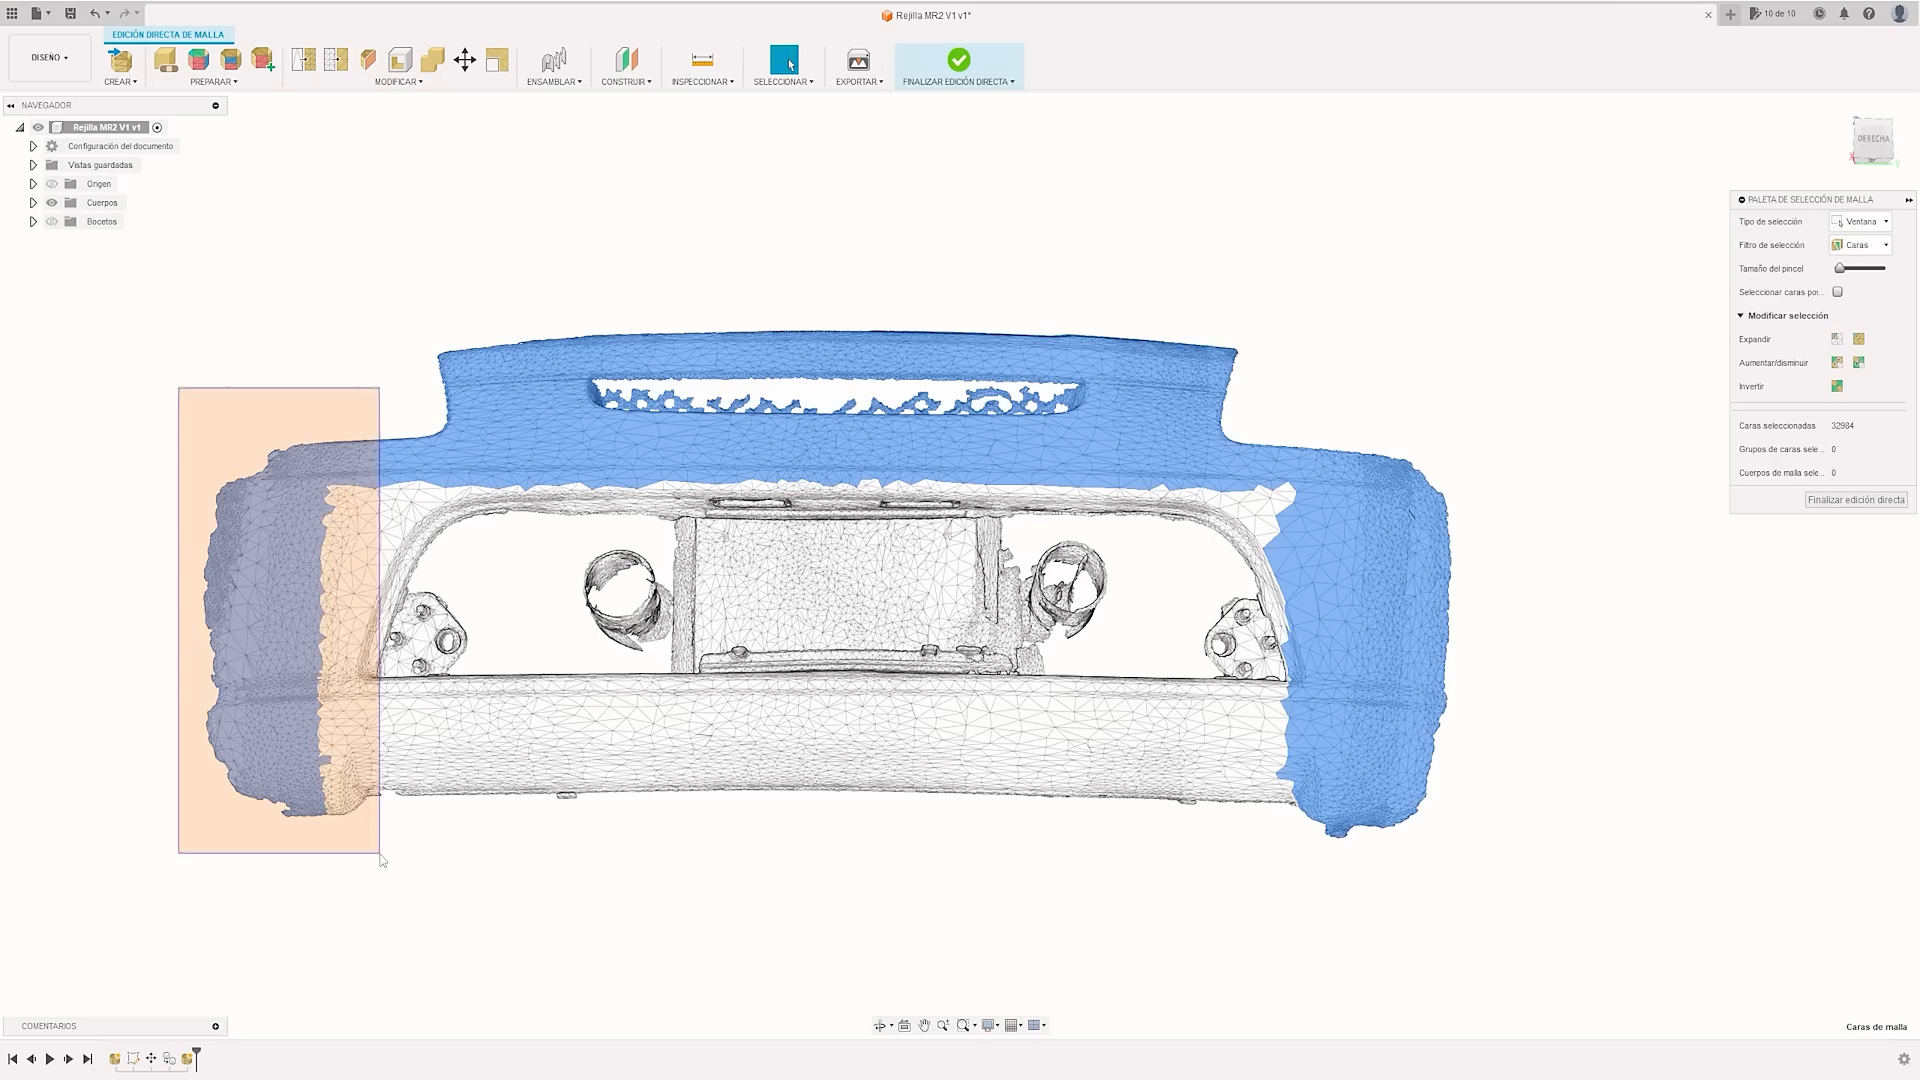 Rejilla MR2 V1 v1*
10 de 10
EDICIÓN DIRECTA DE MALLA
DISEÑO
CREAR
PREPARAR
MODIFICAR
ENSAMBLAR
CONSTRUIR
INSPECCIONAR
SELECCIONAR
EXPORTAR
FINALIZAR EDICIÓN DIRECTA
NAVEGADOR
Rejilla MR2 V1 v1
Configuración del documento
Vistas guardadas
Origen
Cuerpos
Bocetos
DERECHA
PALETA DE SELECCIÓN DE MALLA
Tipo de selección Ventana
Filtro de selección Caras
Tamaño del pincel
Seleccionar caras por...
Modificar selección
Expandir
Aumentar/disminuir
Invertir
Caras seleccionadas 32984
Grupos de caras sele... 0
Cuerpos de malla sele... 0
Finalizar edición directa
COMENTARIOS
Caras de malla